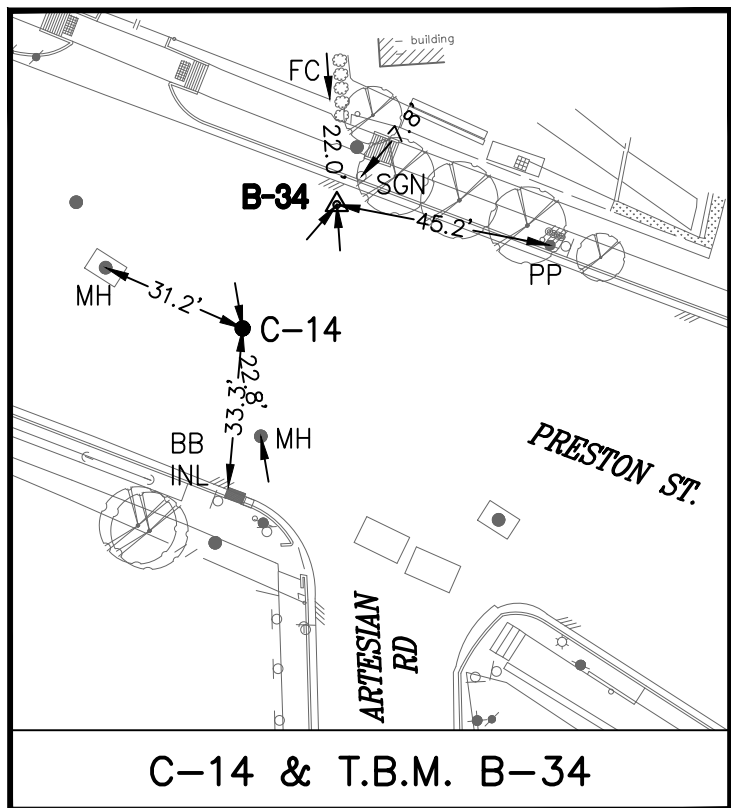 building
FC
7.8'
22.0'
SGN
B-34
45.2'
PP
MH
31.2'
C-14
22.8'
33.3'
BB
INL
MH
PRESTON ST.
ARTESIAN
RD
C-14 & T.B.M. B-34